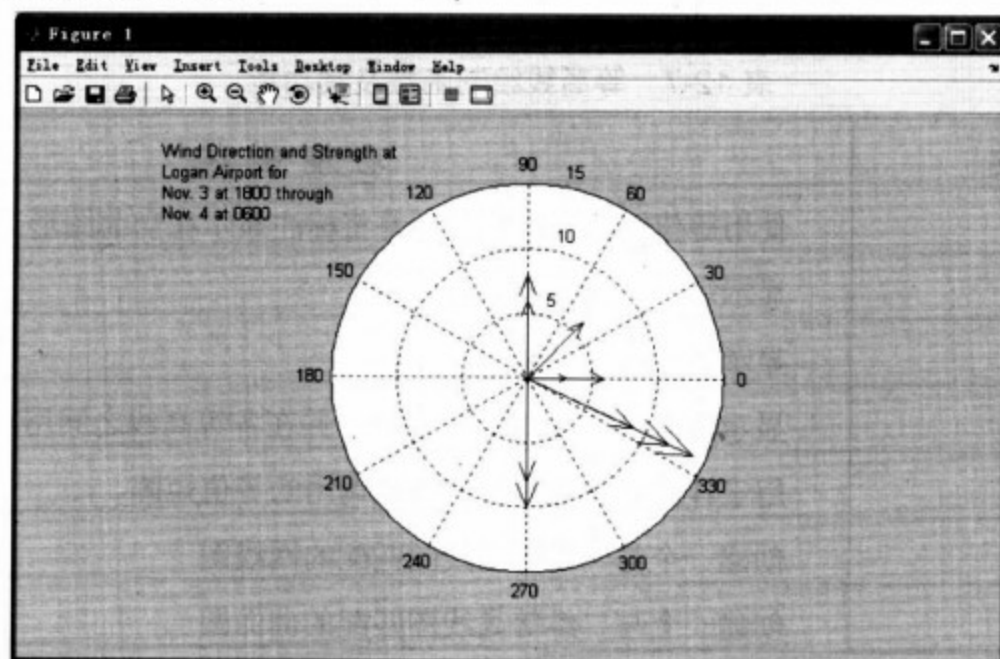 Figure 1
File Edit View Insert Tools Desktop Window Help
Wind Direction and Strength at
Logan Airport for
Nov. 3 at 1800 through
Nov. 4 at 0600
90
15
120
60
10
150
30
5
180
0
210
330
240
300
270